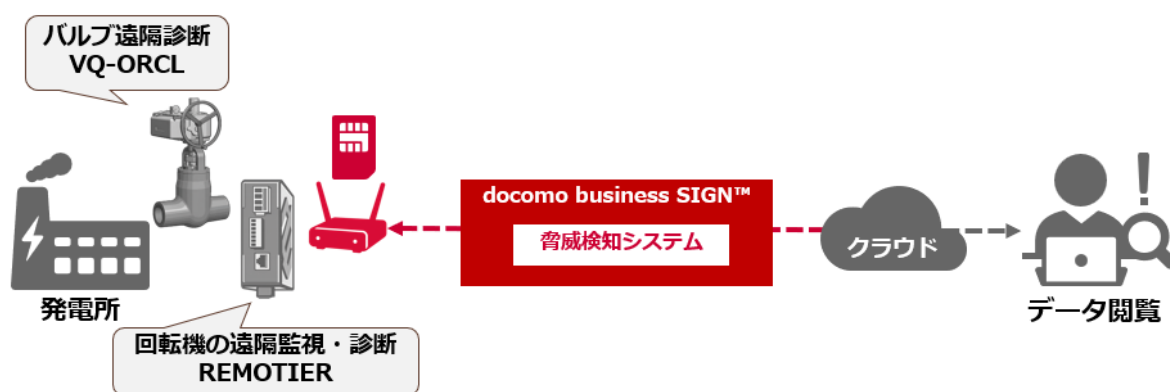 バルブ遠隔診断
VQ-ORCL
docomo business SIGN™
脅威検知システム
クラウド
発電所
データ閲覧
回転機の遠隔監視・診断
REMOTIER